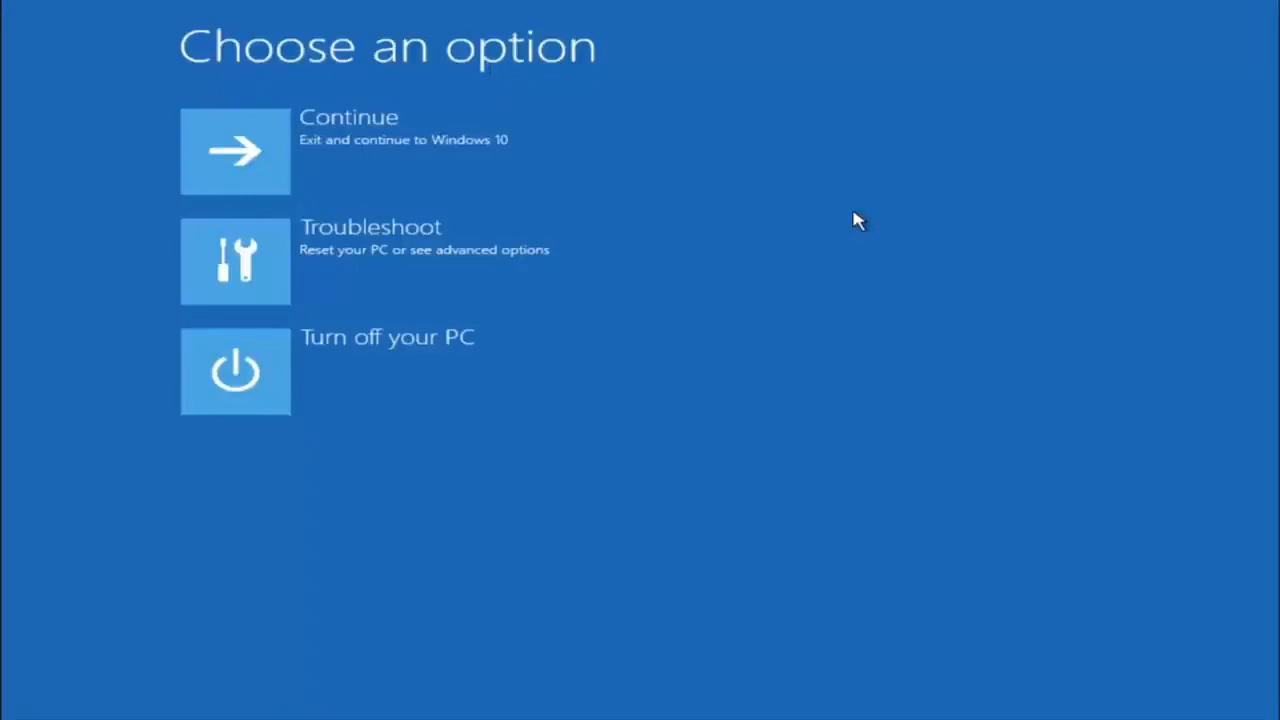 Choose an option
Continue
Exit and continue to Windows 10
Troubleshoot
Reset your PC or see advanced options
Turn off your PC